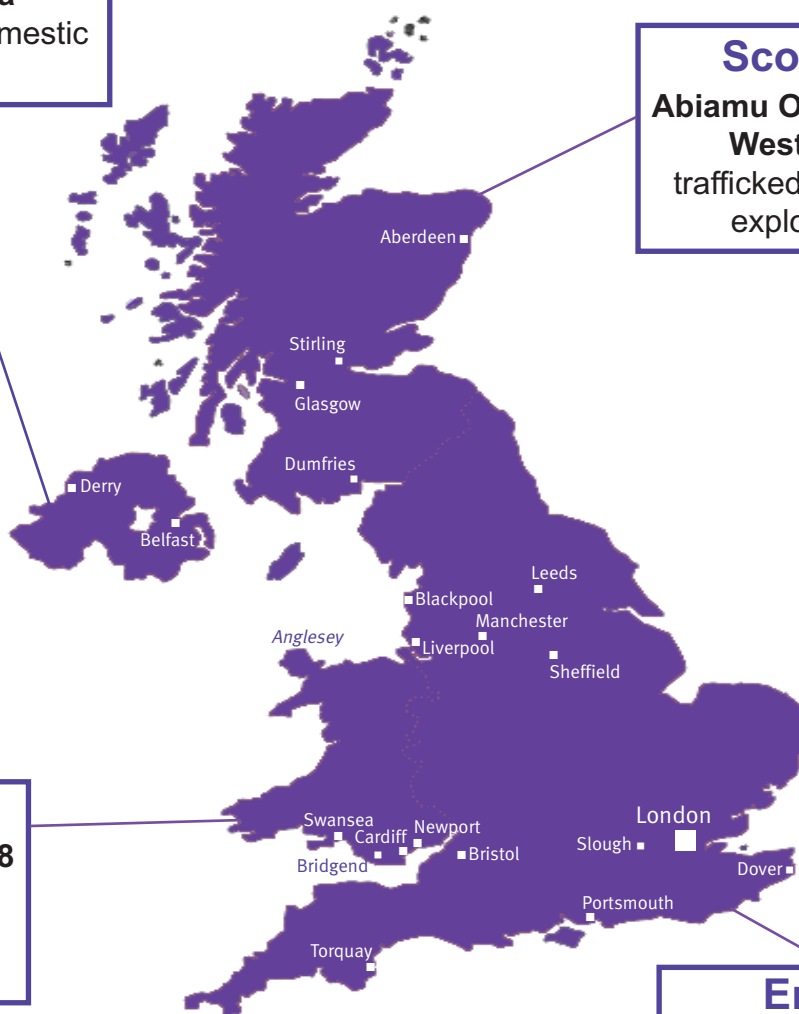 mestic
Sco
Abiamu O
West
trafficked
explo
Aberdeen
Stirling
Glasgow
Dumfries
Derry
Belfast
Leeds
Blackpool
Manchester
Anglesey
Liverpool
Sheffield
London
Swansea
Cardiff
Newport
8
Slough
Bristol
Bridgend
Dover
Portsmouth
Torquay
En